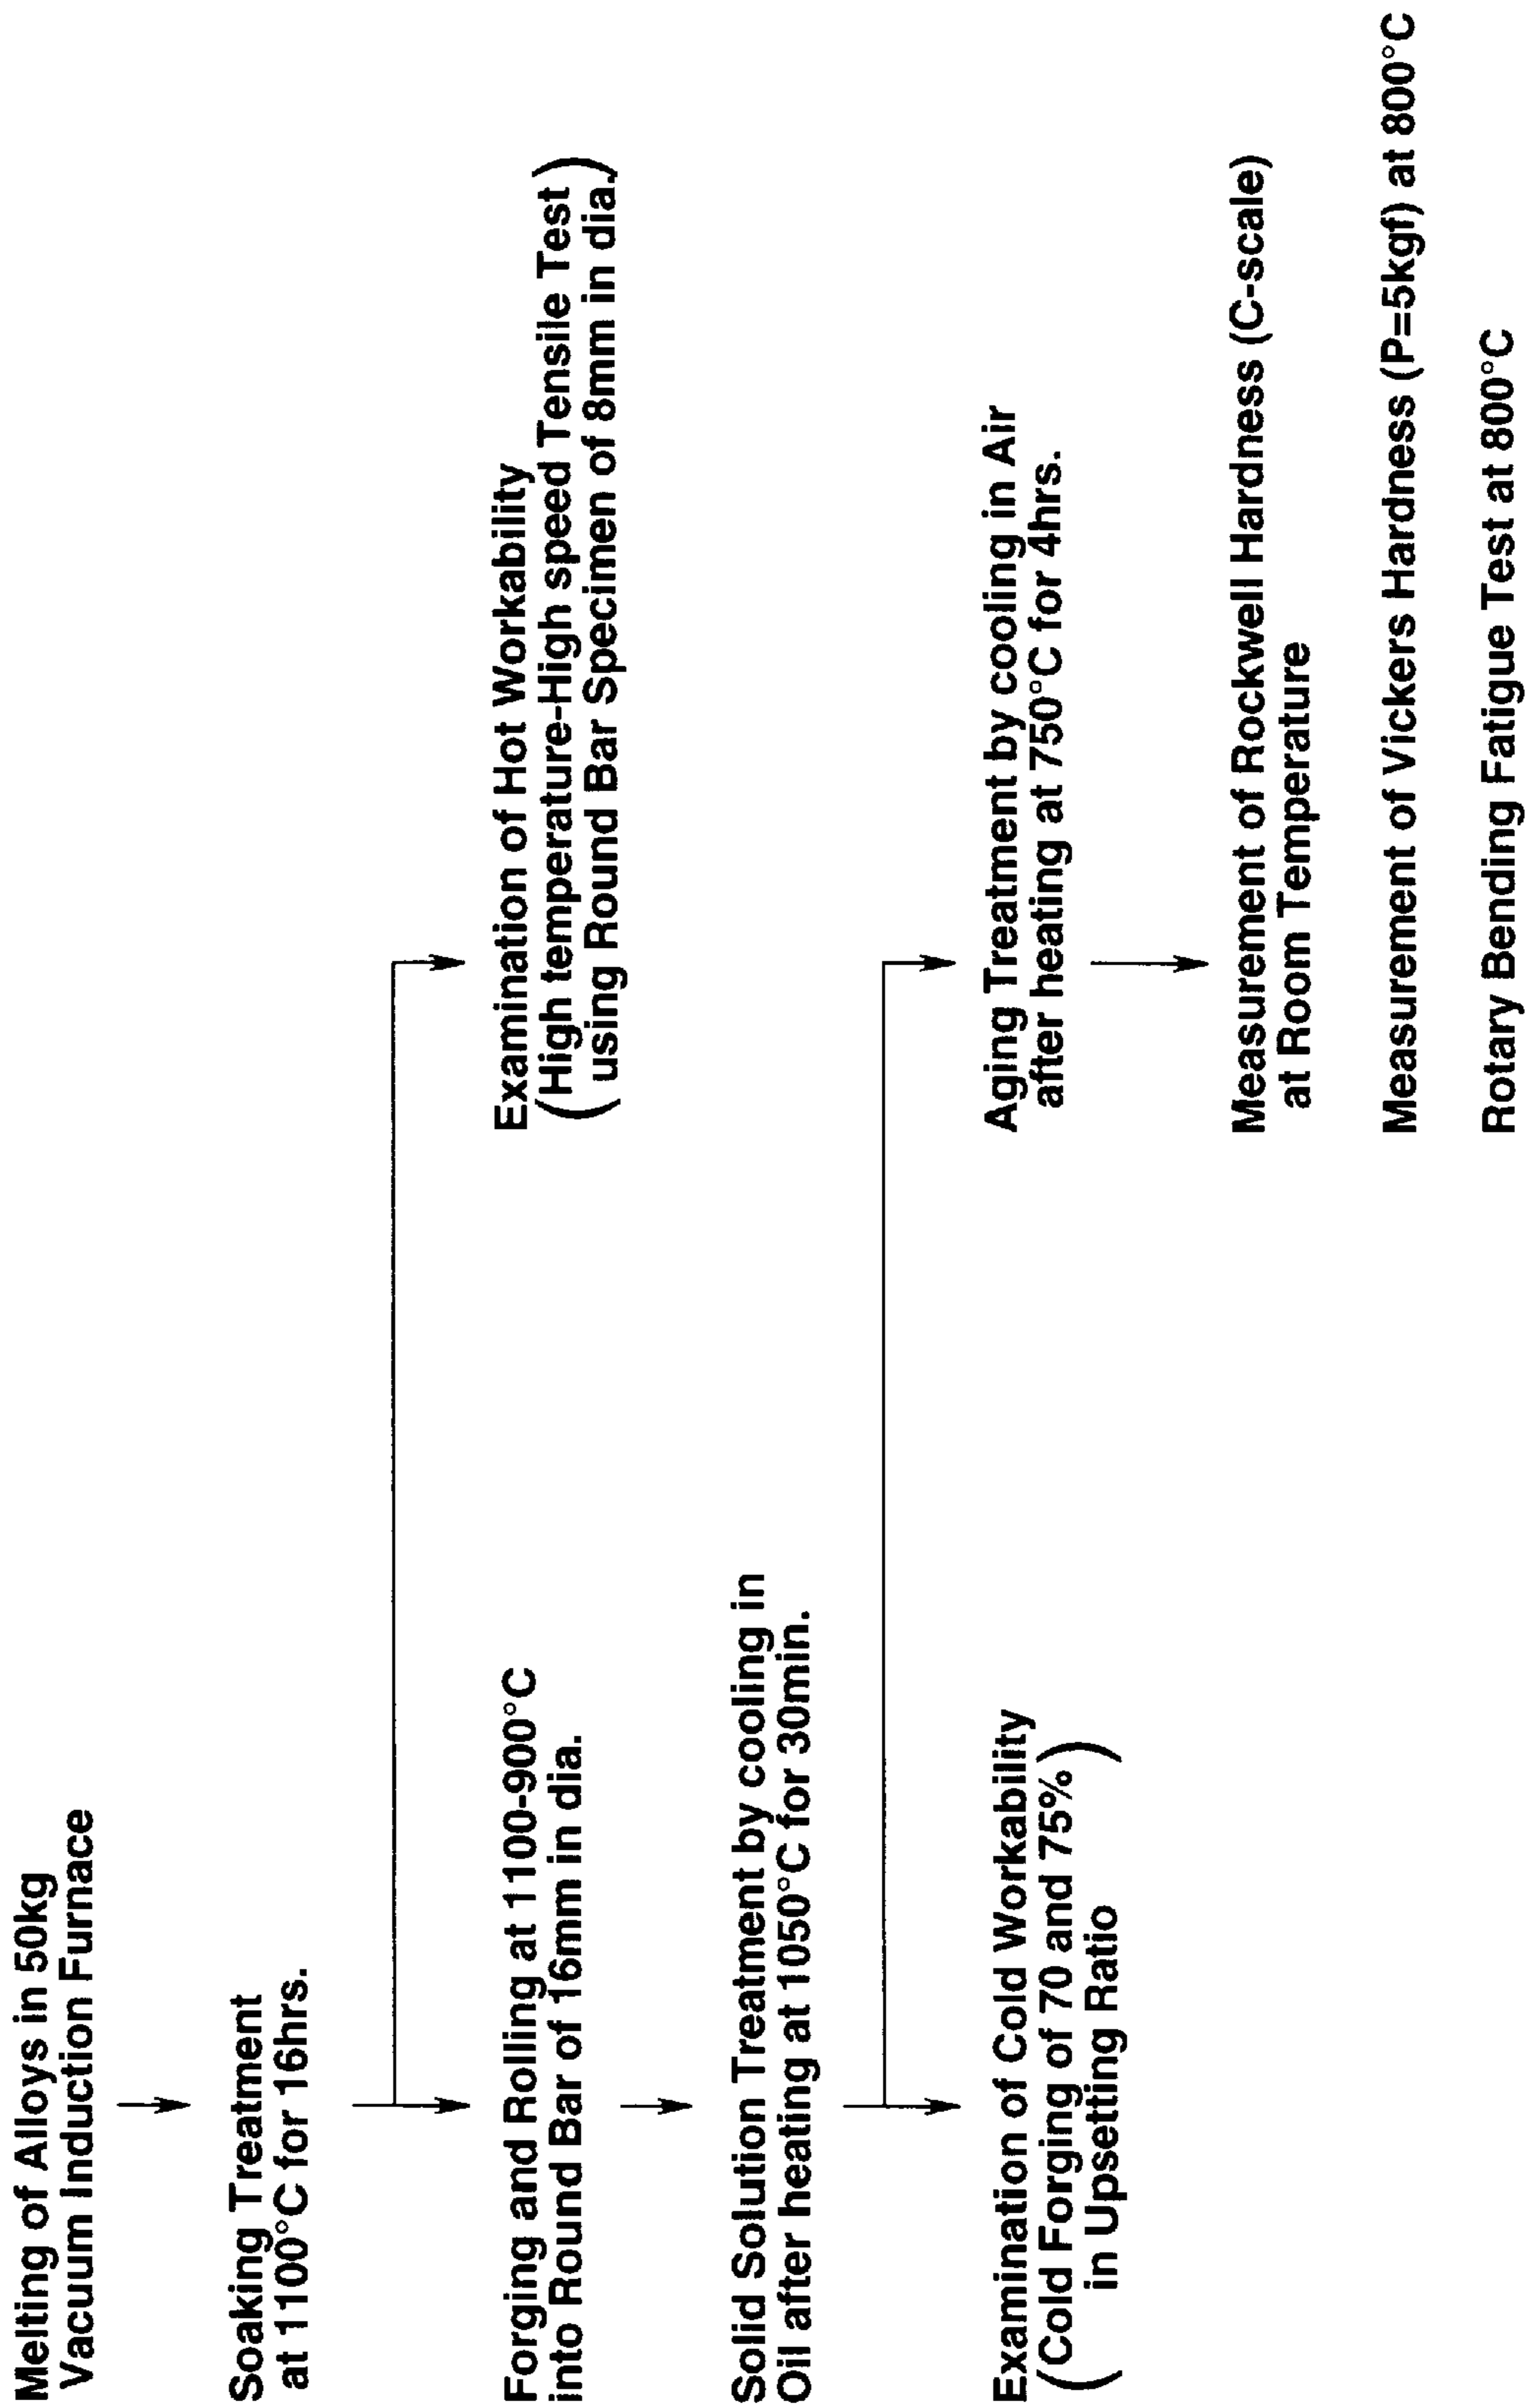 Melting of Alloys in 50kg
Vacuum Induction Furnace
Soaking Treatment
at 1100°C for 16hrs.
Examination of Hot Workability
(High temperature-High speed Tensile Test
using Round Bar Specimen of 8mm in dia.)
Forging and Rolling at 1100-900°C
into Round Bar of 16mm in dia.
Solid Solution Treatment by cooling in
Oil after heating at 1050°C for 30min.
Examination of Cold Workability
(Cold Forging of 70 and 75%
in Upsetting Ratio)
Aging Treatment by cooling in Air
after heating at 750°C for 4hrs.
Measurement of Rockwell Hardness (C-scale)
at Room Temperature
Measurement of Vickers Hardness (P=5kgf) at 800°C
Rotary Bending Fatigue Test at 800°C